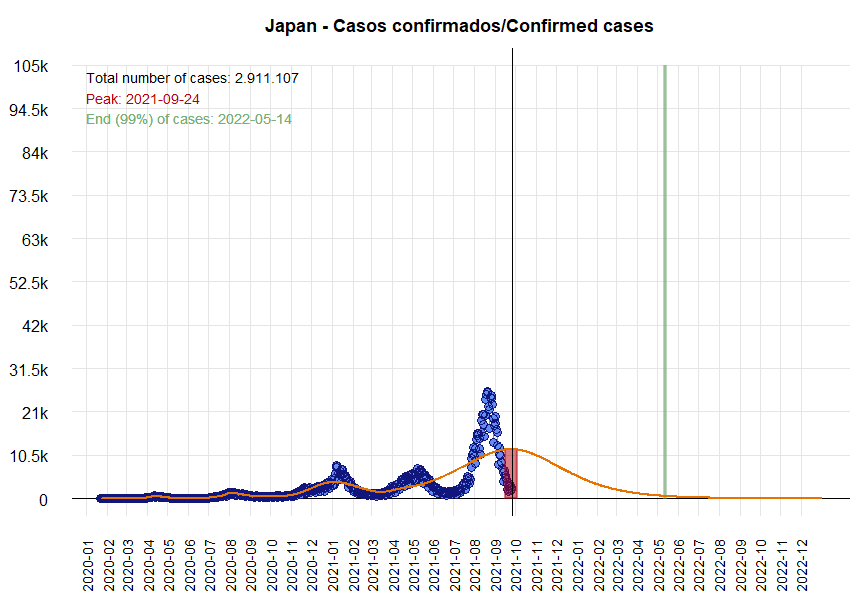 Japan - Casos confirmados/Confirmed cases
105k
94.5k
84k
73.5k
63k
52.5k
42k
31.5k
21k
10.5k
0
Total number of cases: 2.911.107
Peak: 2021-09-24
End (99%) of cases: 2022-05-14
2020-01
2020-02
2020-03
2020-04
2020-05
2020-06
2020-07
2020-08
2020-09
2020-10
2020-11
2020-12
2021-01
2021-02
2021-03
2021-04
2021-05
2021-06
2021-07
2021-08
2021-09
2021-10
2021-11
2021-12
2022-01
2022-02
2022-03
2022-04
2022-05
2022-06
2022-07
2022-08
2022-09
2022-10
2022-11
2022-12